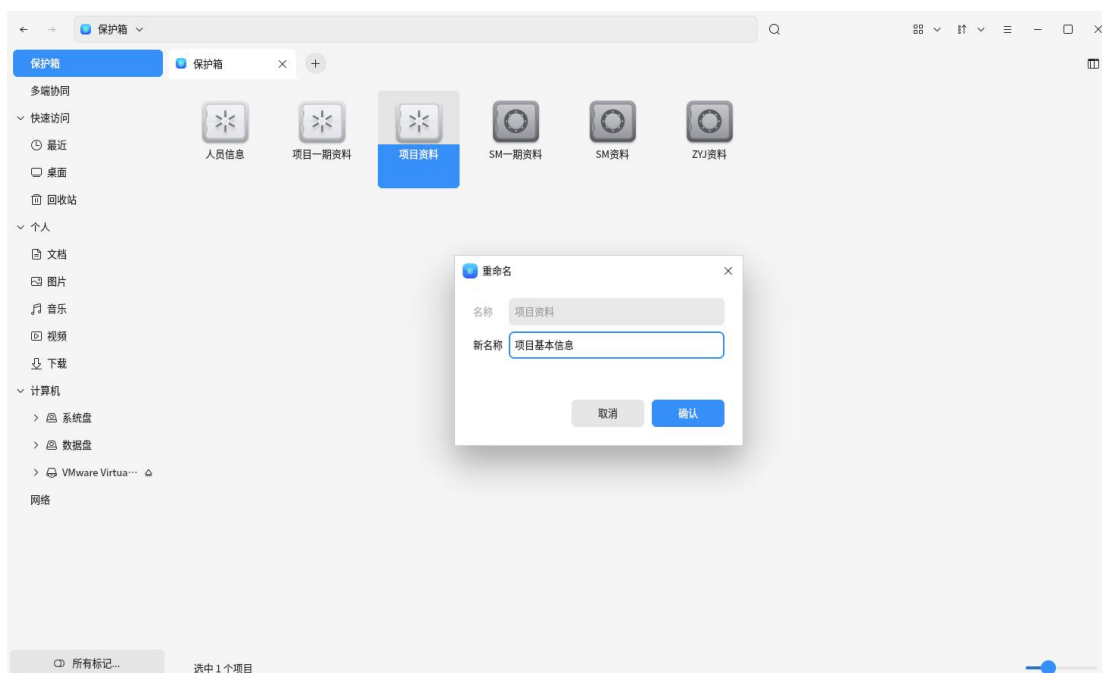 保护箱
保护箱
保护箱
多端协同
快速访问
最近
桌面
回收站
个人
文档
图片
音乐
视频
下载
计算机
系统盘
数据盘
VMware Virtua…
网络
所有标记...
人员信息
项目一期资料
项目资料
SM一期资料
SM资料
ZYJ资料
重命名
名称 项目资料
新名称 项目基本信息
取消 确认
选中 1 个项目